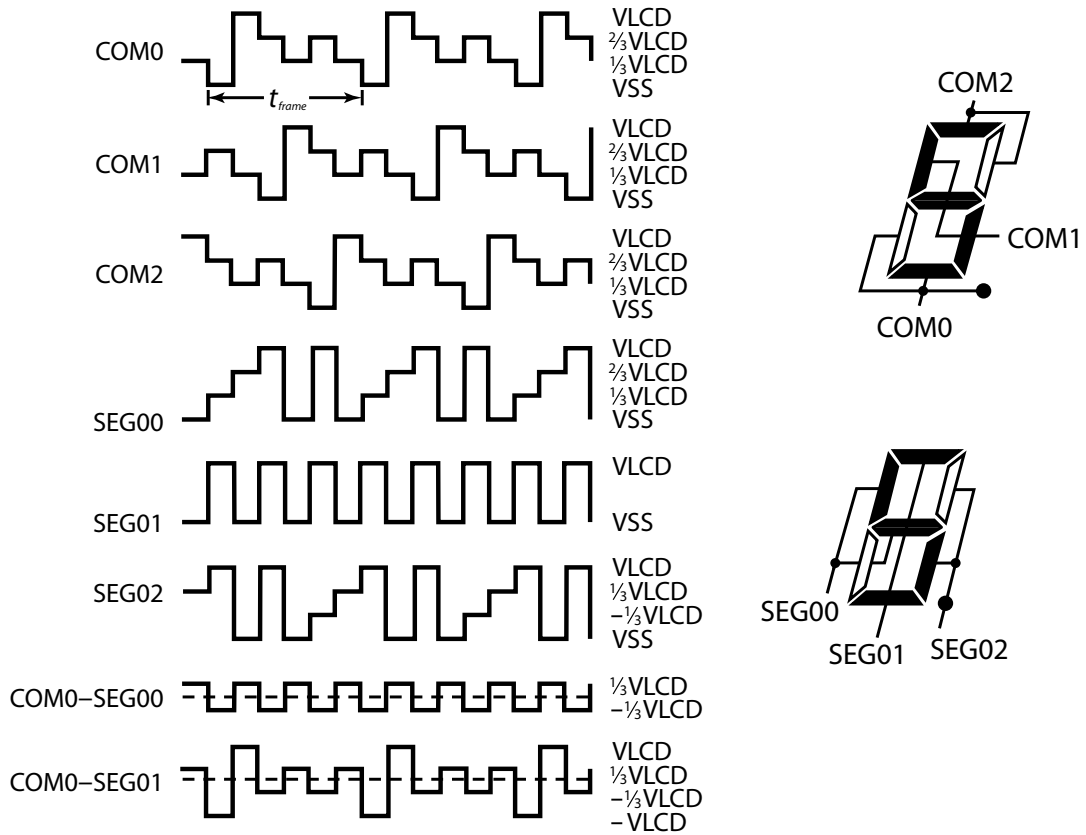 COM0
VLCD
⅔VLCD
⅓VLCD
VSS
t frame
COM1
VLCD
⅔VLCD
⅓VLCD
VSS
COM2
VLCD
⅔VLCD
⅓VLCD
VSS
SEG00
VLCD
⅔VLCD
⅓VLCD
VSS
SEG01
VLCD
VSS
SEG02
VLCD
⅓VLCD
–⅓VLCD
VSS
COM0–SEG00
⅓VLCD
–⅓VLCD
COM0–SEG01
VLCD
⅓VLCD
–⅓VLCD
– VLCD
COM2
COM1
COM0
SEG00
SEG01
SEG02